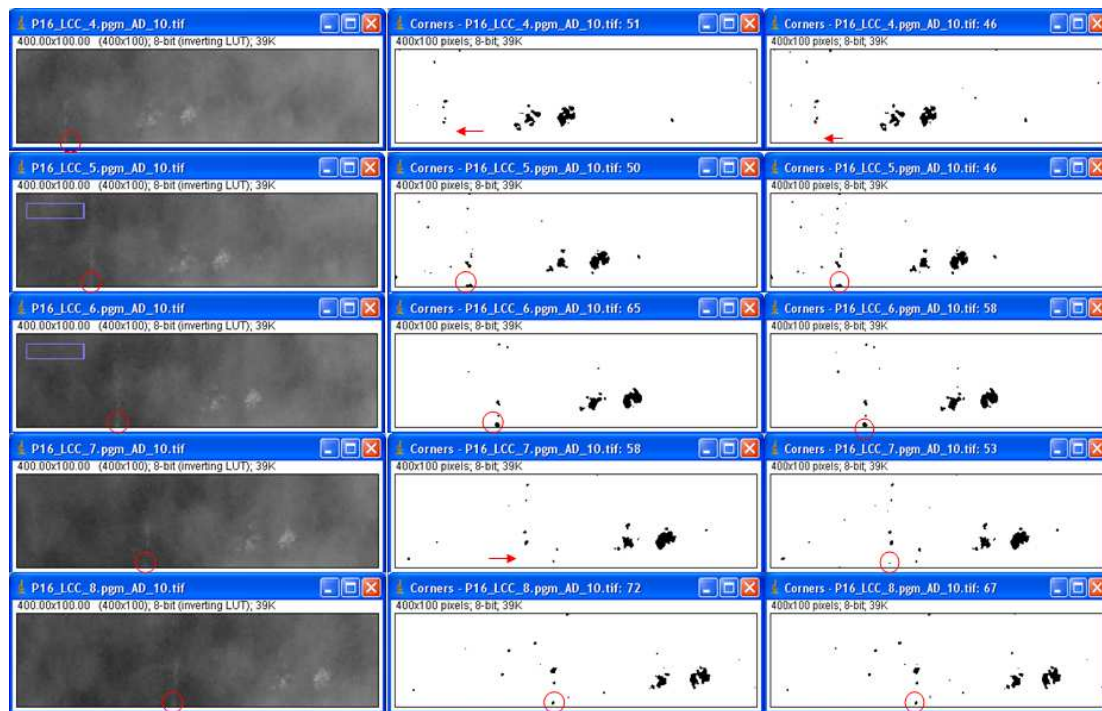 P16_LCC_4.pgm_AD_10.tif
400.00x100.00 (400x100); 8-bit (inverting LUT); 39K
Corners - P16_LCC_4.pgm_AD_10.tif: 51
400x100 pixels; 8-bit; 39K
Corners - P16_LCC_4.pgm_AD_10.tif: 46
400x100 pixels; 8-bit; 39K
P16_LCC_5.pgm_AD_10.tif
400.00x100.00 (400x100); 8-bit (inverting LUT); 39K
Corners - P16_LCC_5.pgm_AD_10.tif: 50
400x100 pixels; 8-bit; 39K
Corners - P16_LCC_5.pgm_AD_10.tif: 46
400x100 pixels; 8-bit; 39K
P16_LCC_6.pgm_AD_10.tif
400.00x100.00 (400x100); 8-bit (inverting LUT); 39K
Corners - P16_LCC_6.pgm_AD_10.tif: 65
400x100 pixels; 8-bit; 39K
Corners - P16_LCC_6.pgm_AD_10.tif: 58
400x100 pixels; 8-bit; 39K
P16_LCC_7.pgm_AD_10.tif
400.00x100.00 (400x100); 8-bit (inverting LUT); 39K
Corners - P16_LCC_7.pgm_AD_10.tif: 58
400x100 pixels; 8-bit; 39K
Corners - P16_LCC_7.pgm_AD_10.tif: 53
400x100 pixels; 8-bit; 39K
P16_LCC_8.pgm_AD_10.tif
400.00x100.00 (400x100); 8-bit (inverting LUT); 39K
Corners - P16_LCC_8.pgm_AD_10.tif: 72
400x100 pixels; 8-bit; 39K
Corners - P16_LCC_8.pgm_AD_10.tif: 67
400x100 pixels; 8-bit; 39K